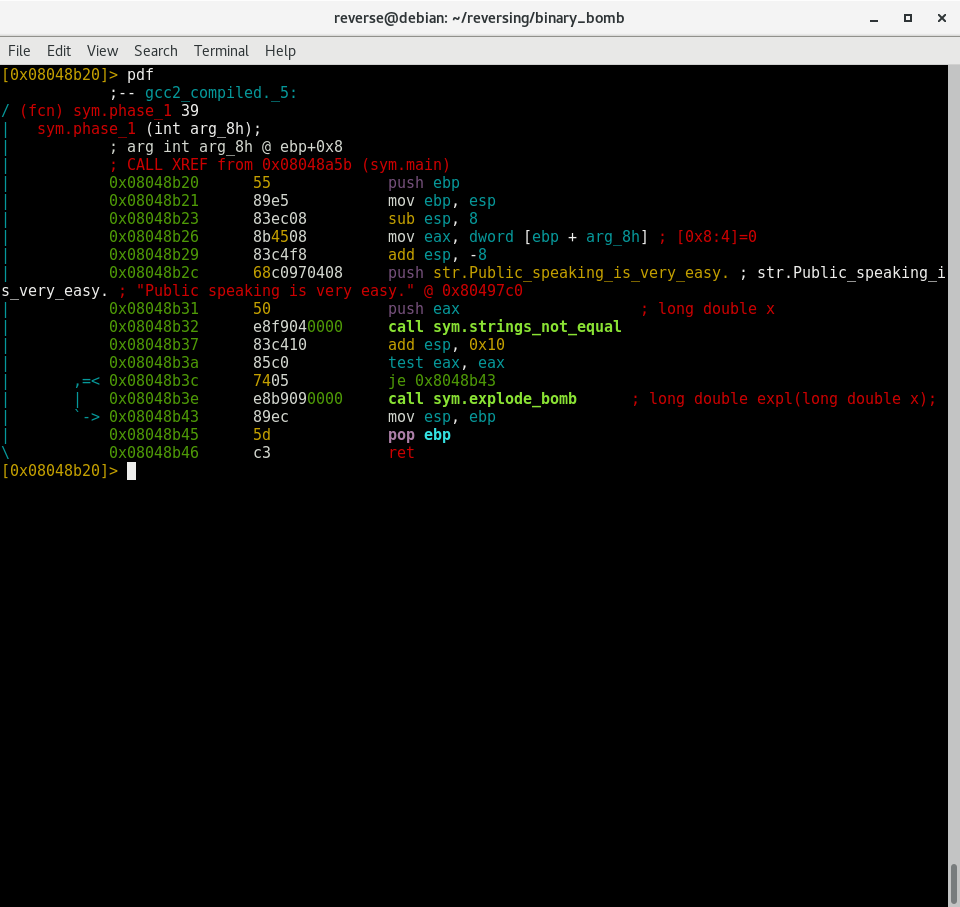 reverse@debian: ~/reversing/binary_bomb
File Edit View Search Terminal Help
[0x08048b20]> pdf
;-- gcc2_compiled._5:
/ (fcn) sym.phase_1 39
|   sym.phase_1 (int arg_8h);
|           ; arg int arg_8h @ ebp+0x8
|           ; CALL XREF from 0x08048a5b (sym.main)
|           0x08048b20      55             push ebp
|           0x08048b21      89e5           mov ebp, esp
|           0x08048b23      83ec08         sub esp, 8
|           0x08048b26      8b4508         mov eax, dword [ebp + arg_8h] ; [0x8:4]=0
|           0x08048b29      83c4f8         add esp, -8
|           0x08048b2c      68c0970408     push str.Public_speaking_is_very_easy. ; str.Public_speaking_i
s_very_easy. ; "Public speaking is very easy." @ 0x80497c0
|           0x08048b31      50             push eax                    ; long double x
|           0x08048b32      e8f9040000     call sym.strings_not_equal
|           0x08048b37      83c410         add esp, 0x10
|           0x08048b3a      85c0           test eax, eax
|       ,=< 0x08048b3c      7405           je 0x8048b43
|       |   0x08048b3e      e8b9090000     call sym.explode_bomb      ; long double expl(long double x);
|       `-> 0x08048b43      89ec           mov esp, ebp
|           0x08048b45      5d             pop ebp
\           0x08048b46      c3             ret
[0x08048b20]>